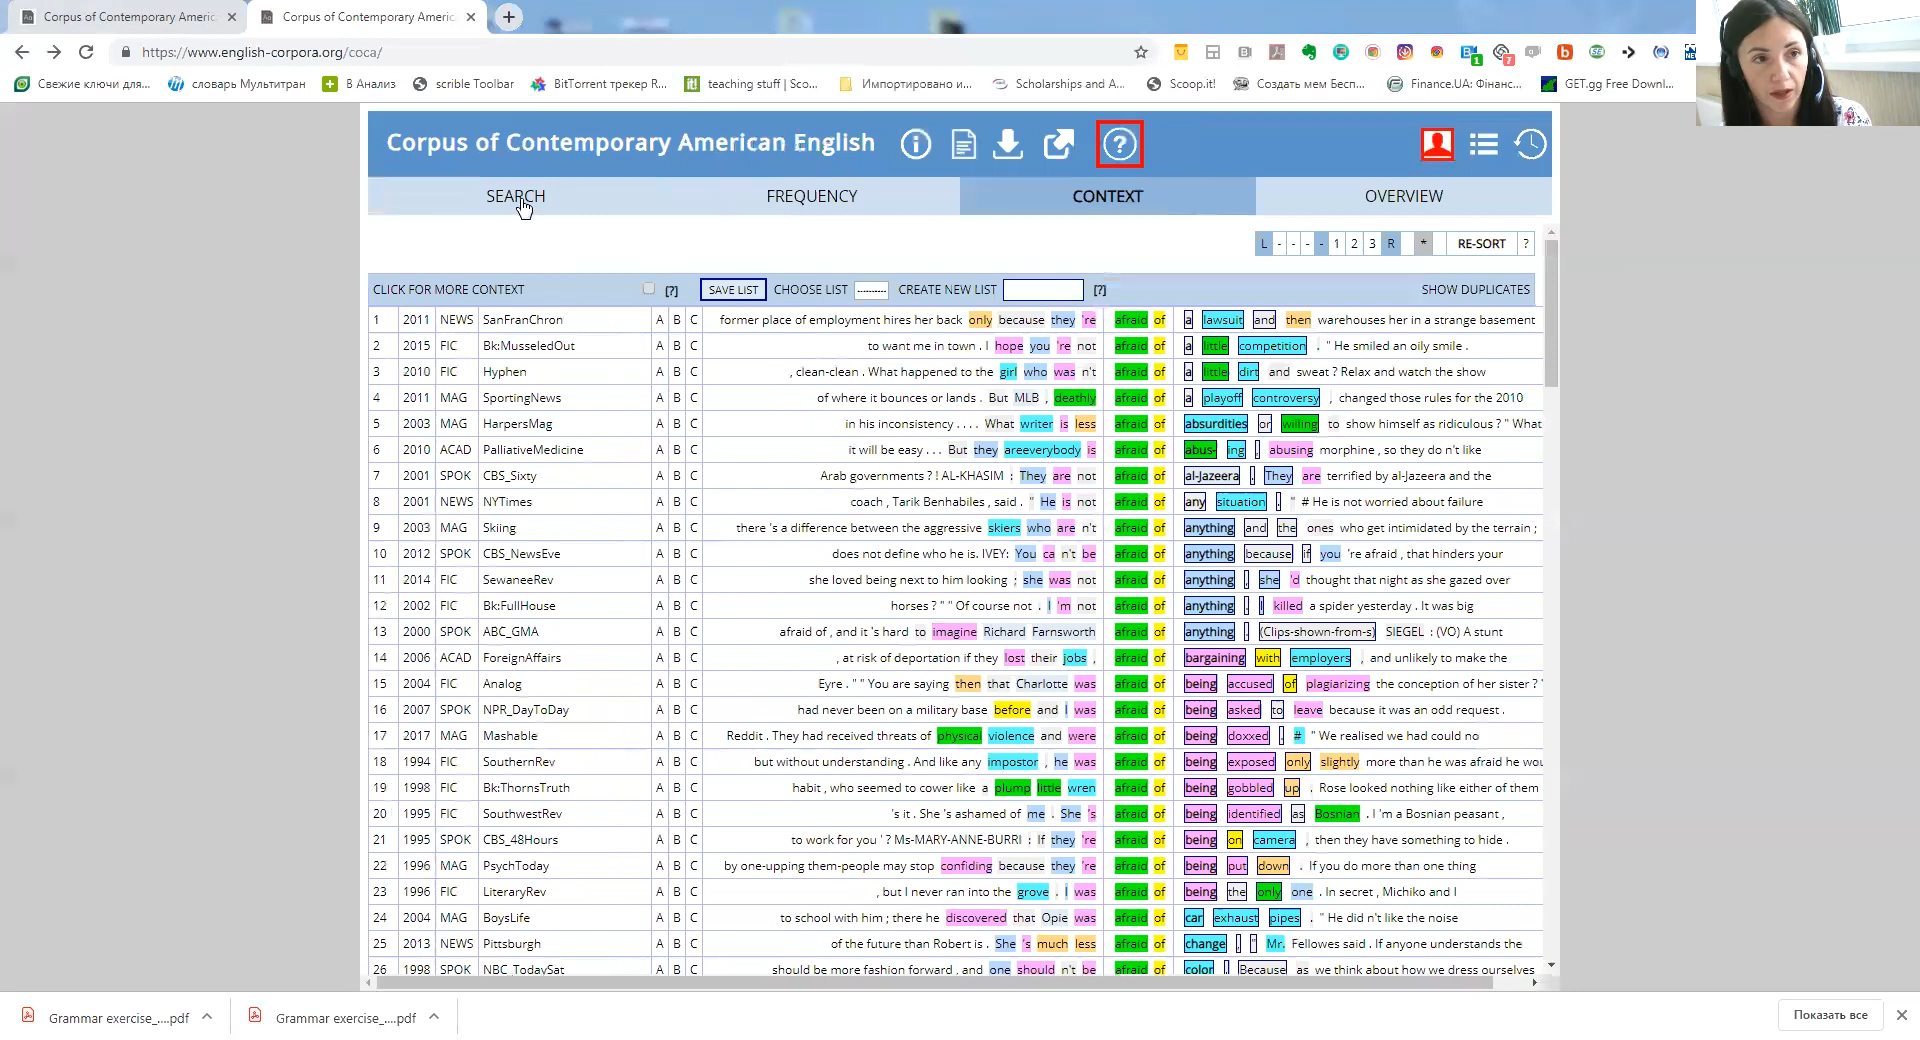 Corpus of Contemporary Americ
Corpus of Contemporary Americ
https://www.english-corpora.org/coca/
Свежие ключи для...
словарь Мультитран
В Анализ
scrible Toolbar
BitTorrent трекер R...
teaching stuff | Sco...
Импортировано и...
Scholarships and A...
Scoop.it!
Создать мем Бесп...
Finance.UA: Фінанс...
GET.gg Free Downl...
Corpus of Contemporary American English
SEARCH FREQUENCY CONTEXT OVERVIEW
L - - - - 1 2 3 R * RE-SORT ?
CLICK FOR MORE CONTEXT [?] SAVE LIST CHOOSE LIST ---------- CREATE NEW LIST [?] SHOW DUPLICATES
1 2011 NEWS SanFranChron A B C former place of employment hires her back only because they 're afraid of a lawsuit and then warehouses her in a strange basement
2 2015 FIC Bk:MusseledOut A B C to want me in town . I hope you 're not afraid of a little competition . " He smiled an oily smile .
3 2010 FIC Hyphen A B C , clean-clean . What happened to the girl who was n't afraid of a little dirt and sweat ? Relax and watch the show
4 2011 MAG SportingNews A B C of where it bounces or lands . But MLB , deathly afraid of a playoff controversy , changed those rules for the 2010
5 2003 MAG HarpersMag A B C in his inconsistency . . . . What writer is less afraid of absurdities or willing to show himself as ridiculous ? " What
6 2010 ACAD PalliativeMedicine A B C it will be easy . . . But they areeverybody is afraid of abus- ing , abusing morphine , so they do n't like
7 2001 SPOK CBS_Sixty A B C Arab governments ? ! AL-KHASIM : They are not afraid of al-Jazeera . They are terrified by al-Jazeera and the
8 2001 NEWS NYTimes A B C coach , Tarik Benhabiles , said . " He is not afraid of any situation . " # He is not worried about failure
9 2003 MAG Skiing A B C there 's a difference between the aggressive skiers who are n't afraid of anything and the ones who get intimidated by the terrain ;
10 2012 SPOK CBS_NewsEve A B C does not define who he is. IVEY: You ca n't be afraid of anything because if you 're afraid , that hinders your
11 2014 FIC SewaneeRev A B C she loved being next to him looking ; she was not afraid of anything , she 'd thought that night as she gazed over
12 2002 FIC Bk:FullHouse A B C horses ? " " Of course not . I 'm not afraid of anything . I killed a spider yesterday . It was big
13 2000 SPOK ABC_GMA A B C afraid of , and it 's hard to imagine Richard Farnsworth afraid of anything . (Clips-shown-from-s) SIEGEL : (VO) A stunt
14 2006 ACAD ForeignAffairs A B C , at risk of deportation if they lost their jobs , afraid of bargaining with employers , and unlikely to make the
15 2004 FIC Analog A B C Eyre . " " You are saying then that Charlotte was afraid of being accused of plagiarizing the conception of her sister ? "
16 2007 SPOK NPR_DayToDay A B C had never been on a military base before and I was afraid of being asked to leave because it was an odd request .
17 2017 MAG Mashable A B C Reddit . They had received threats of physical violence and were afraid of being doxxed . # " We realised we had could no
18 1994 FIC SouthernRev A B C but without understanding . And like any impostor , he was afraid of being exposed only slightly more than he was afraid he wou
19 1998 FIC Bk:ThornsTruth A B C habit , who seemed to cower like a plump little wren afraid of being gobbled up . Rose looked nothing like either of them
20 1995 FIC SouthwestRev A B C 's it . She 's ashamed of me . She 's afraid of being identified as Bosnian . I 'm a Bosnian peasant ,
21 1995 SPOK CBS_48Hours A B C to work for you ' ? Ms-MARY-ANNE-BURRI : If they 're afraid of being on camera , then they have something to hide .
22 1996 MAG PsychToday A B C by one-upping them-people may stop confiding because they 're afraid of being put down . If you do more than one thing
23 1996 FIC LiteraryRev A B C , but I never ran into the grove . I was afraid of being the only one . In secret , Michiko and I
24 2004 MAG BoysLife A B C to school with him ; there he discovered that Opie was afraid of car exhaust pipes . " He did n't like the noise
25 2013 NEWS Pittsburgh A B C of the future than Robert is . She 's much less afraid of change , " Mr. Fellowes said . If anyone understands the
26 1998 SPOK NBC_TodaySat A B C should be more fashion forward , and one should n't be afraid of color . Because as we think about how we dress ourselves
Grammar exercise_....pdf Grammar exercise_....pdf Показать все